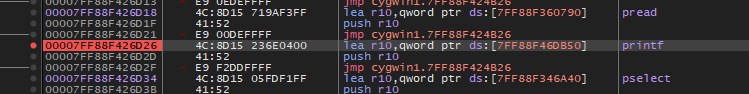 00007FF88F426D13 E9 0EDEFFFF jmp cygwin1.7FF88F424B26
00007FF88F426D18 4C:8D15 719AF3FF lea r10,qword ptr ds:[7FF88F360790] pread
00007FF88F426D1F 41:52 push r10
00007FF88F426D21 E9 00DEFFFF jmp cygwin1.7FF88F424B26
00007FF88F426D26 4C:8D15 236E0400 lea r10,qword ptr ds:[7FF88F46DB50] printf
00007FF88F426D2D 41:52 push r10
00007FF88F426D2F E9 F2DDFFFF jmp cygwin1.7FF88F424B26
00007FF88F426D34 4C:8D15 05FDF1FF lea r10,qword ptr ds:[7FF88F346A40] pselect
00007FF88F426D3B 41:52 push r10